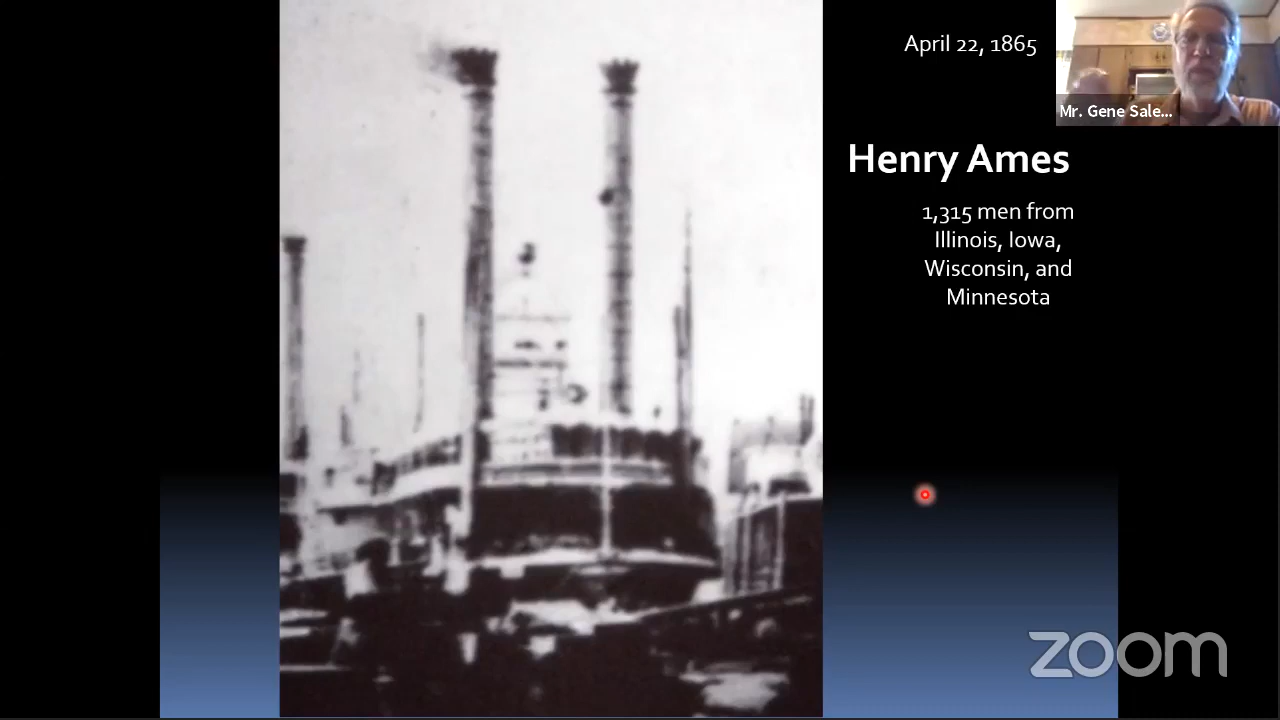 April 22, 1865
Mr. Gene Sale...
Henry Ames
1,315 men from
Illinois, Iowa,
Wisconsin, and
Minnesota
zoom